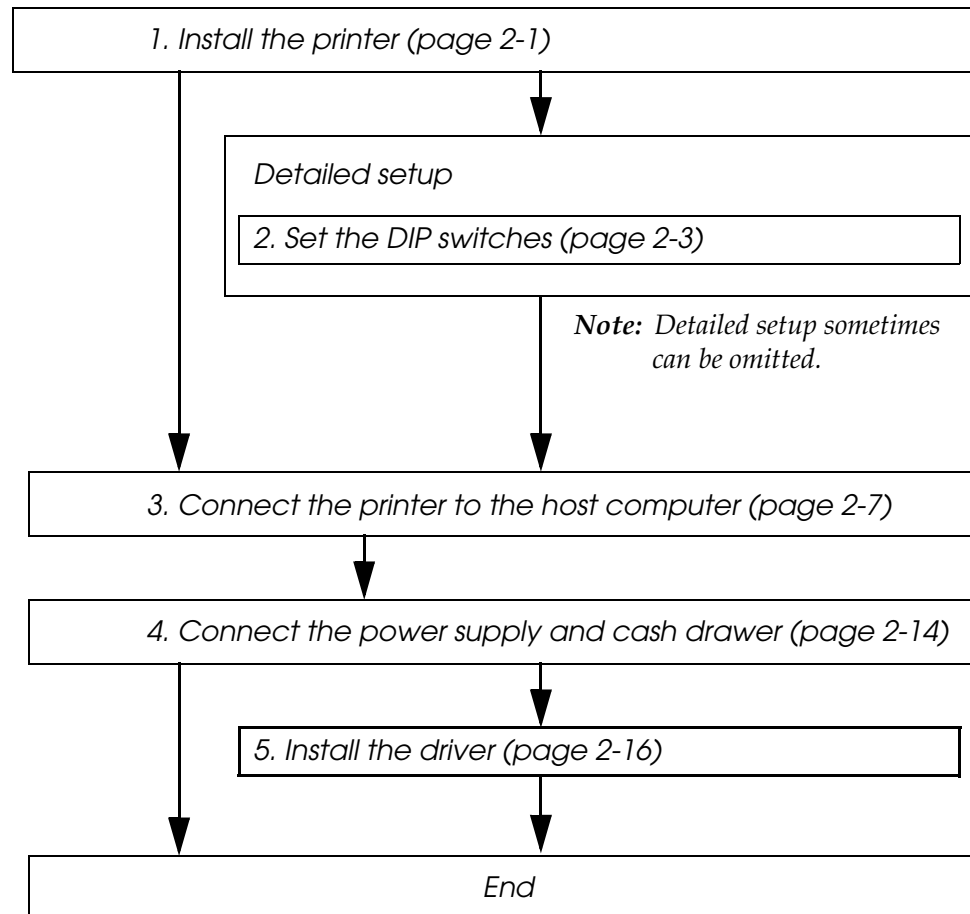 1. Install the printer (page 2-1)
Detailed setup
2. Set the DIP switches (page 2-3)
Note: Detailed setup sometimes
can be omitted.
3. Connect the printer to the host computer (page 2-7)
4. Connect the power supply and cash drawer (page 2-14)
5. Install the driver (page 2-16)
End